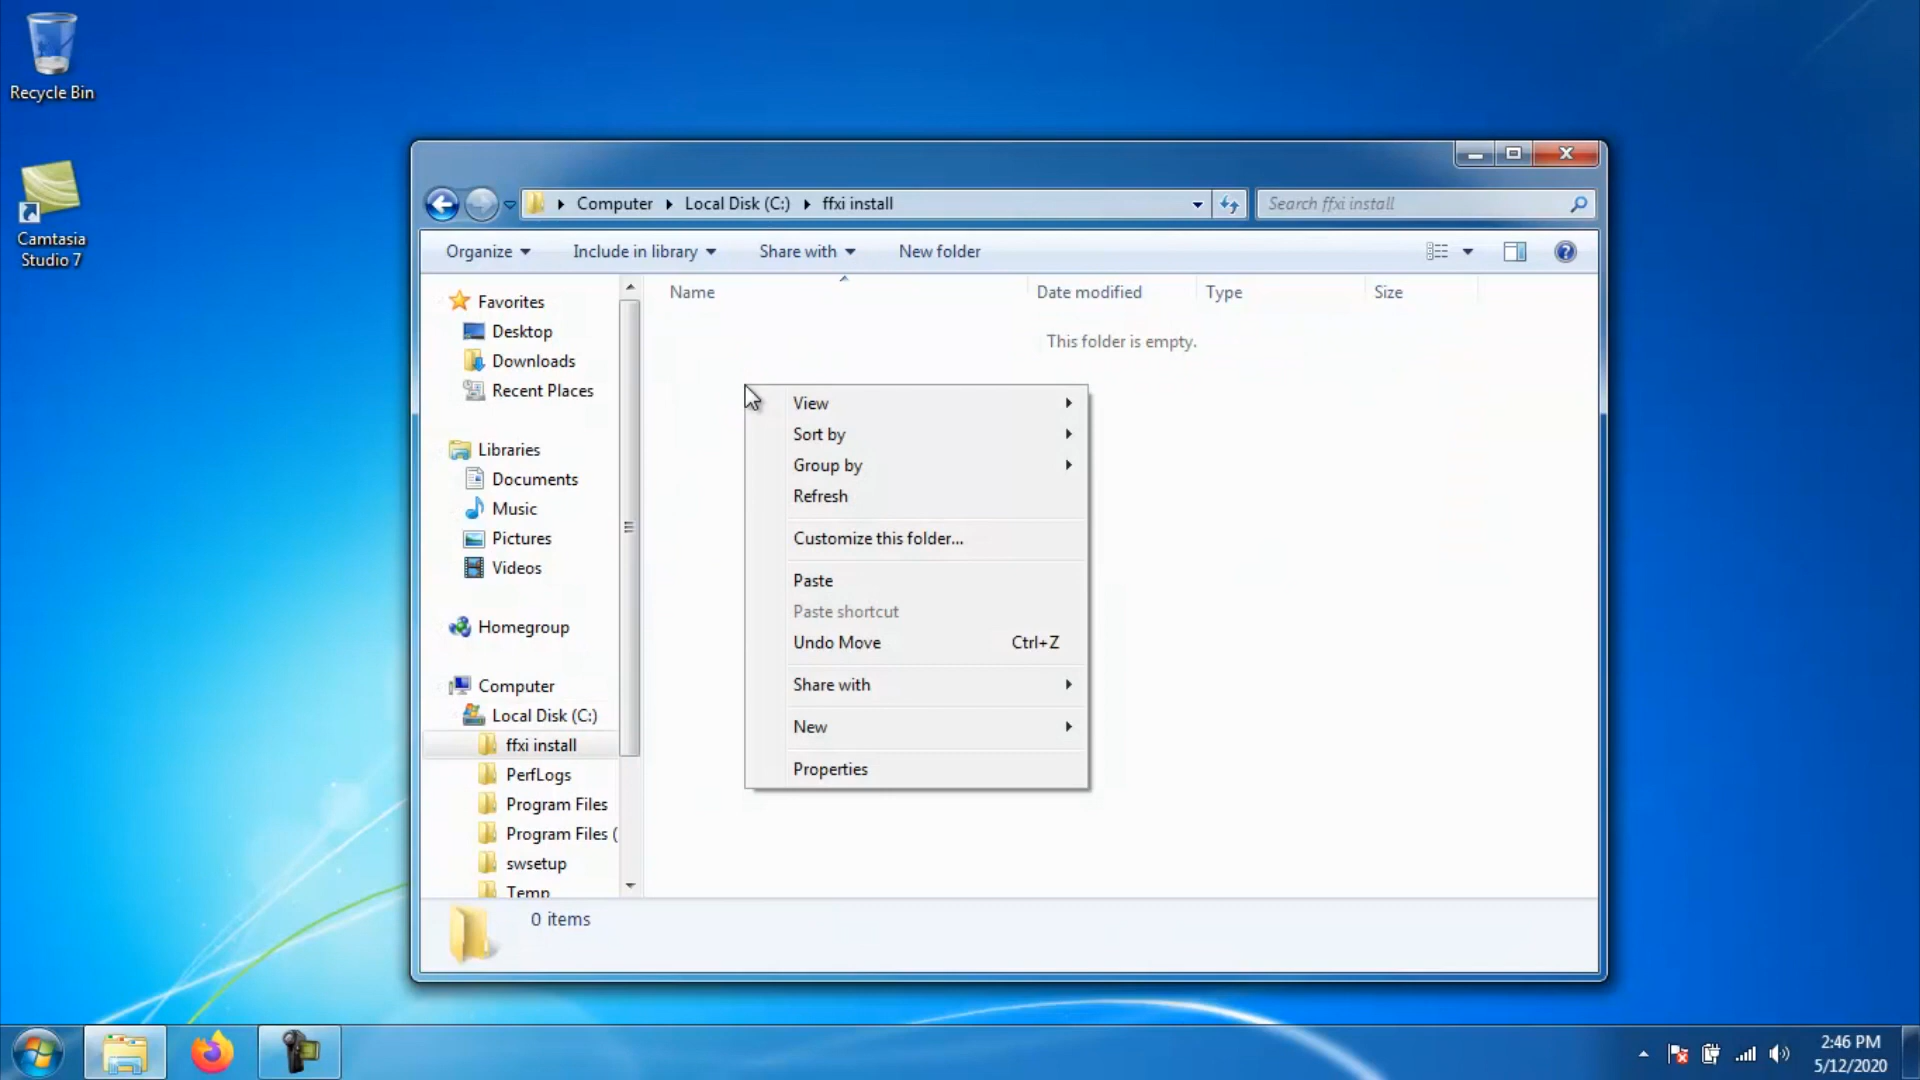 Recycle Bin
Camtasia
Studio 7
Computer
Local Disk (C:)
ffxi install
Search ffxi install
Organize
Include in library
Share with
New folder
Name
Date modified
Type
Size
This folder is empty.
Favorites
Desktop
Downloads
Recent Places
Libraries
Documents
Music
Pictures
Videos
Homegroup
Computer
Local Disk (C:)
ffxi install
PerfLogs
Program Files
Program Files (
swsetup
Temp
View
Sort by
Group by
Refresh
Customize this folder...
Paste
Paste shortcut
Undo Move Ctrl+Z
Share with
New
Properties
0 items
2:46 PM
5/12/2020